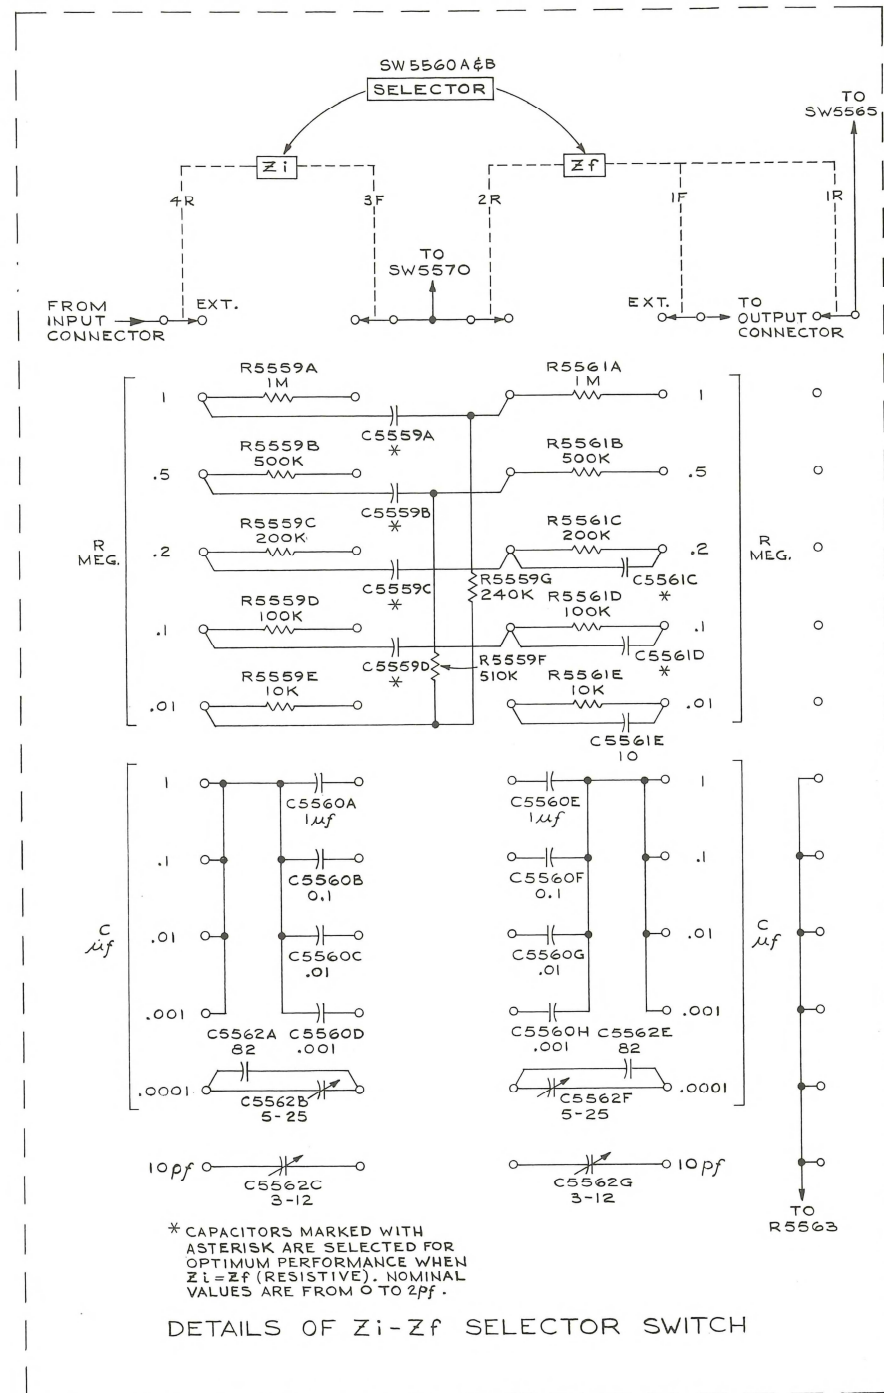 SW5560A&B
SELECTOR
TO
SW5565
Zi
Zf
4R
3F
2R
1F
1R
TO
SW5570
FROM
INPUT
CONNECTOR
EXT.
EXT.
TO
OUTPUT
CONNECTOR
R
MEG.
1
R5559A
1M
C5559A
*
R5561A
1M
1
.5
R5559B
500K
C5559B
*
R5561B
500K
.5
.2
R5559C
200K
C5559C
*
R5561C
200K
C5561C
*
.2
R5559G
240K
.1
R5559D
100K
C5559D
*
R5561D
100K
C5561D
*
.1
R5559F
510K
.01
R5559E
10K
R5561E
10K
C5561E
10
.01
R
MEG.
C
µf
1
C5560A
1µf
C5560E
1µf
1
.1
C5560B
0.1
C5560F
0.1
.1
.01
C5560C
.01
C5560G
.01
.01
.001
C5560D
.001
C5560H
.001
.001
C5562A
82
C5562E
82
.0001
C5562B
5-25
C5562F
5-25
.0001
C
µf
10pf
C5562C
3-12
C5562G
3-12
10pf
TO
R5563
* CAPACITORS MARKED WITH
ASTERISK ARE SELECTED FOR
OPTIMUM PERFORMANCE WHEN
Zi=Zf (RESISTIVE). NOMINAL
VALUES ARE FROM 0 TO 2pf.
DETAILS OF Zi-Zf SELECTOR SWITCH